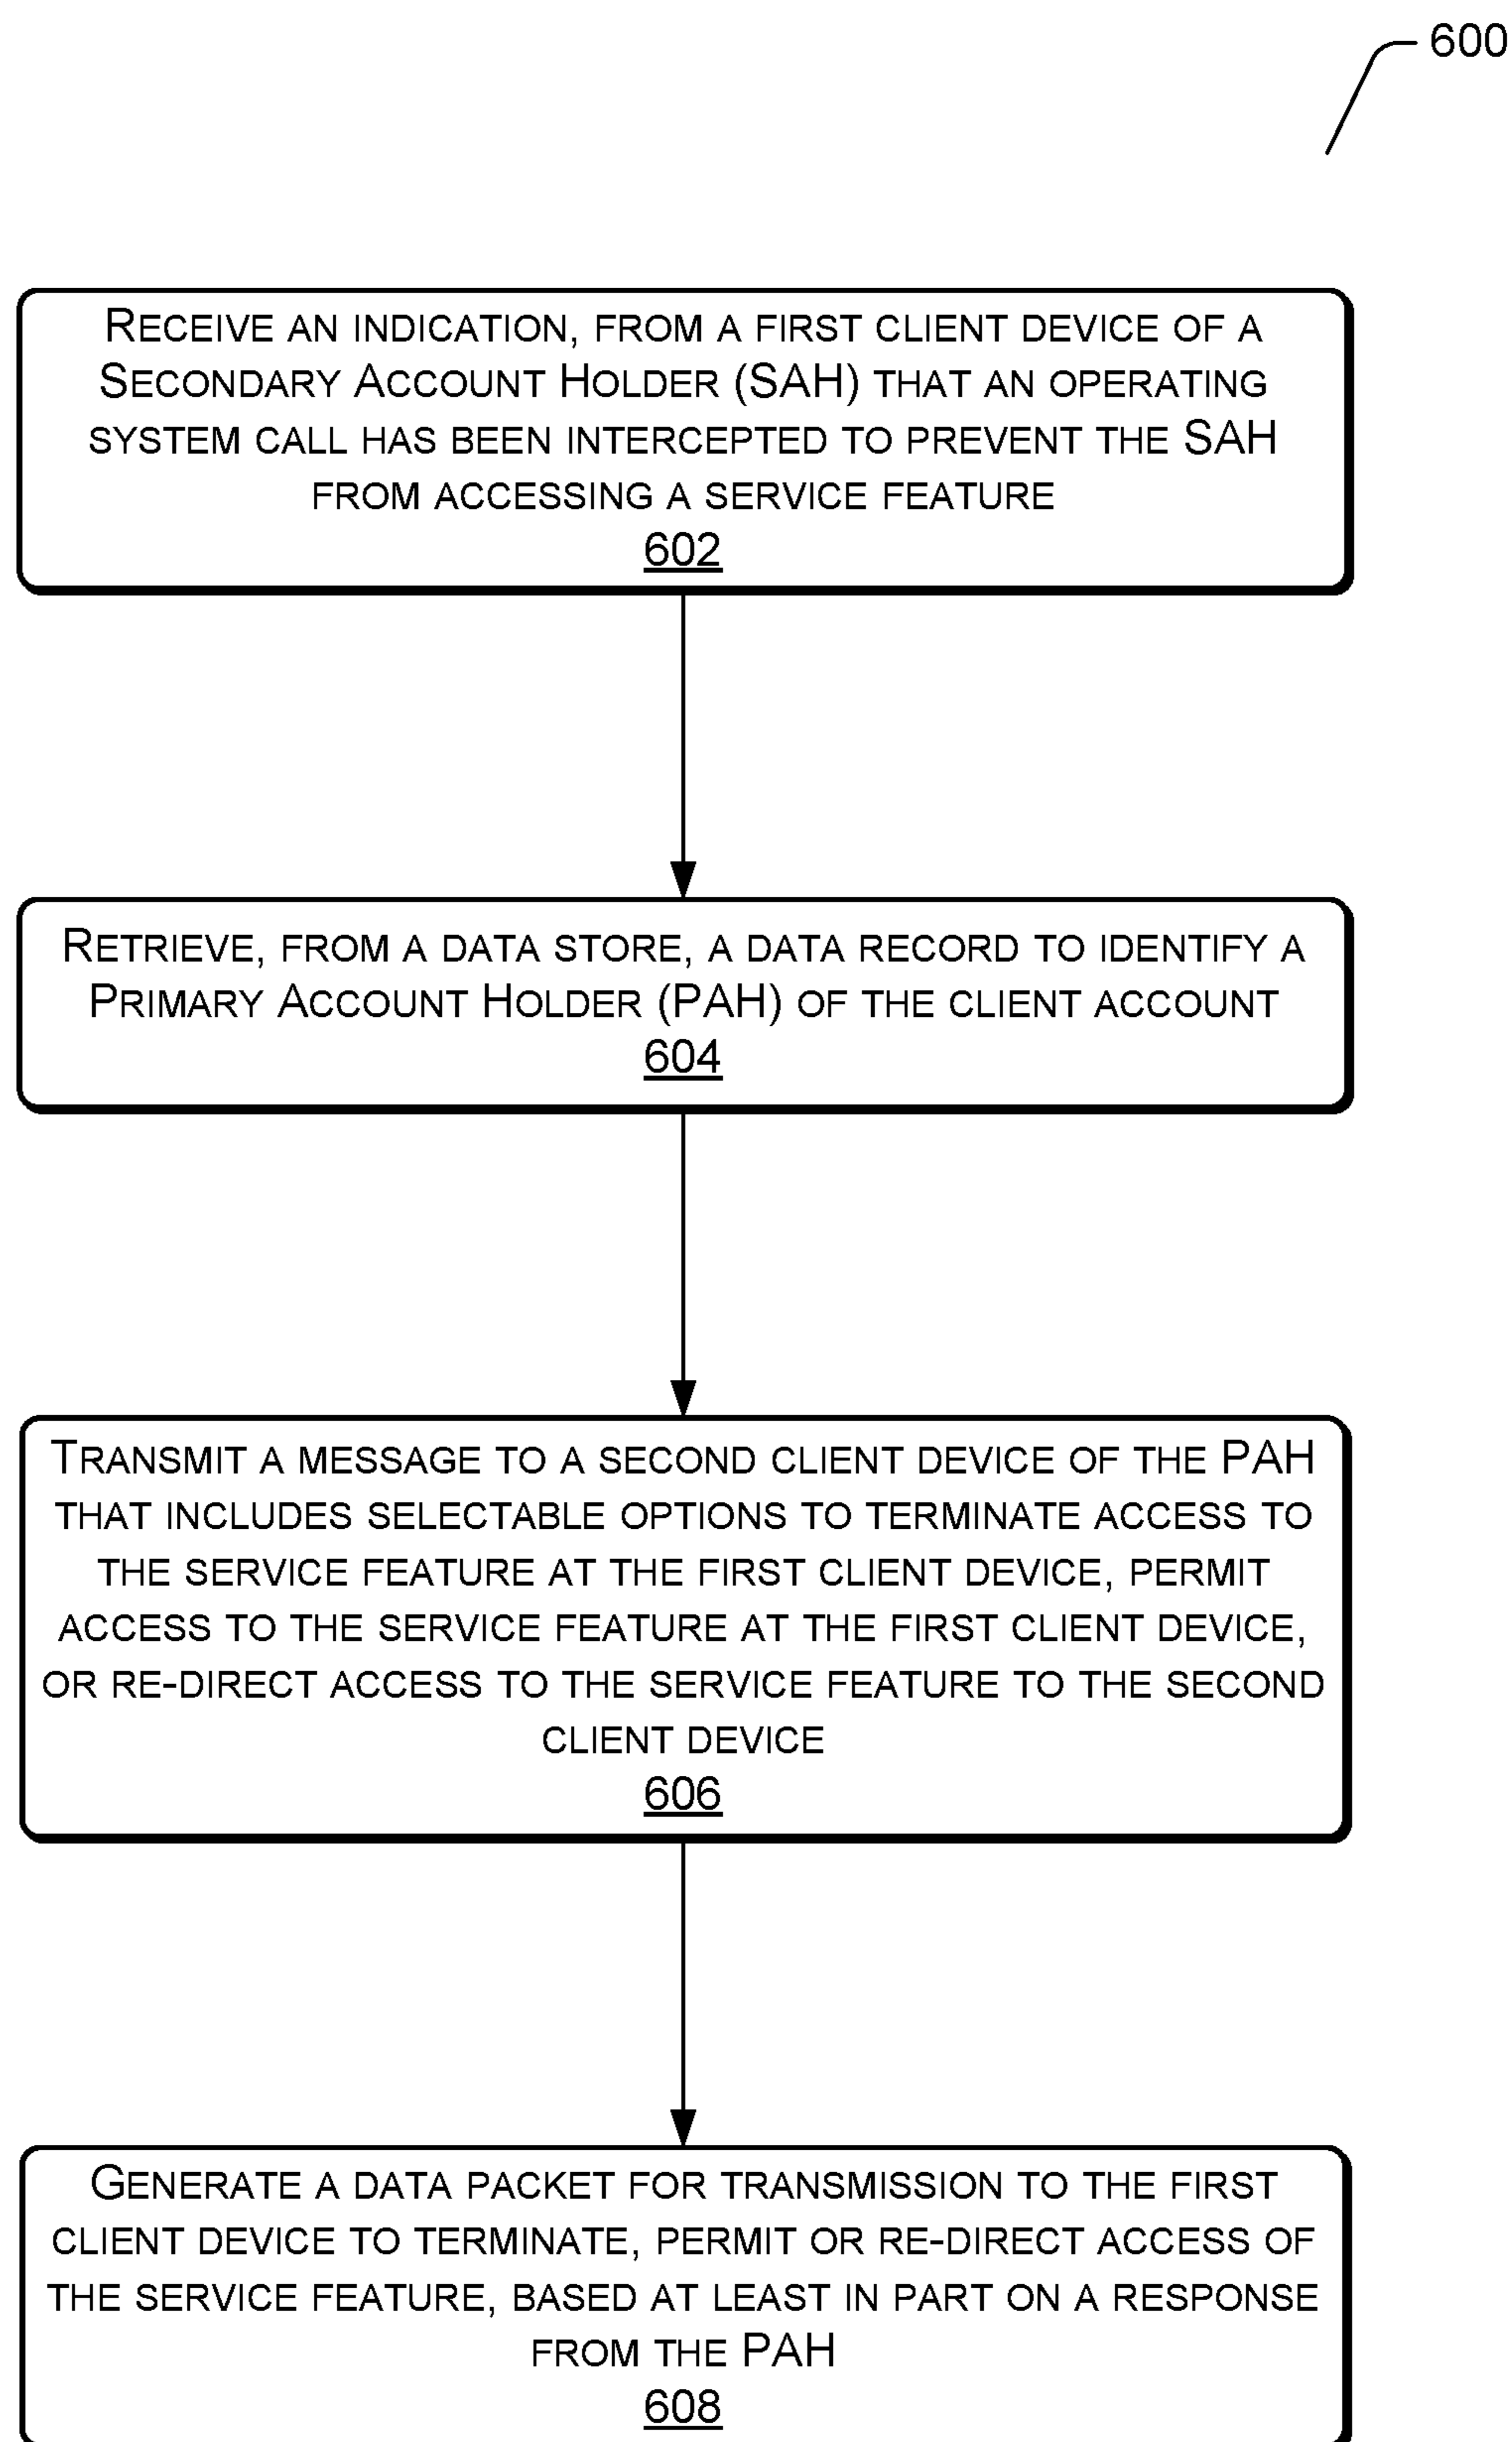 600
RECEIVE AN INDICATION, FROM A FIRST CLIENT DEVICE OF A
SECONDARY ACCOUNT HOLDER (SAH) THAT AN OPERATING
SYSTEM CALL HAS BEEN INTERCEPTED TO PREVENT THE SAH
FROM ACCESSING A SERVICE FEATURE
602
RETRIEVE, FROM A DATA STORE, A DATA RECORD TO IDENTIFY A
PRIMARY ACCOUNT HOLDER (PAH) OF THE CLIENT ACCOUNT
604
TRANSMIT A MESSAGE TO A SECOND CLIENT DEVICE OF THE PAH
THAT INCLUDES SELECTABLE OPTIONS TO TERMINATE ACCESS TO
THE SERVICE FEATURE AT THE FIRST CLIENT DEVICE, PERMIT
ACCESS TO THE SERVICE FEATURE AT THE FIRST CLIENT DEVICE,
OR RE-DIRECT ACCESS TO THE SERVICE FEATURE TO THE SECOND
CLIENT DEVICE
606
GENERATE A DATA PACKET FOR TRANSMISSION TO THE FIRST
CLIENT DEVICE TO TERMINATE, PERMIT OR RE-DIRECT ACCESS OF
THE SERVICE FEATURE, BASED AT LEAST IN PART ON A RESPONSE
FROM THE PAH
608